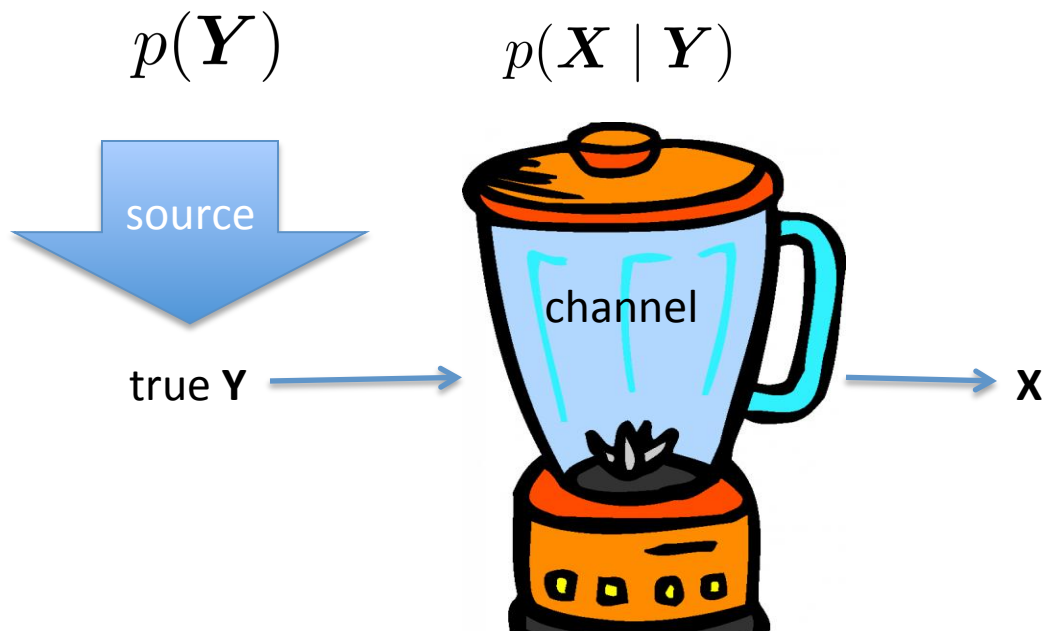 p(Y)
p(X | Y)
source
channel
true Y
X